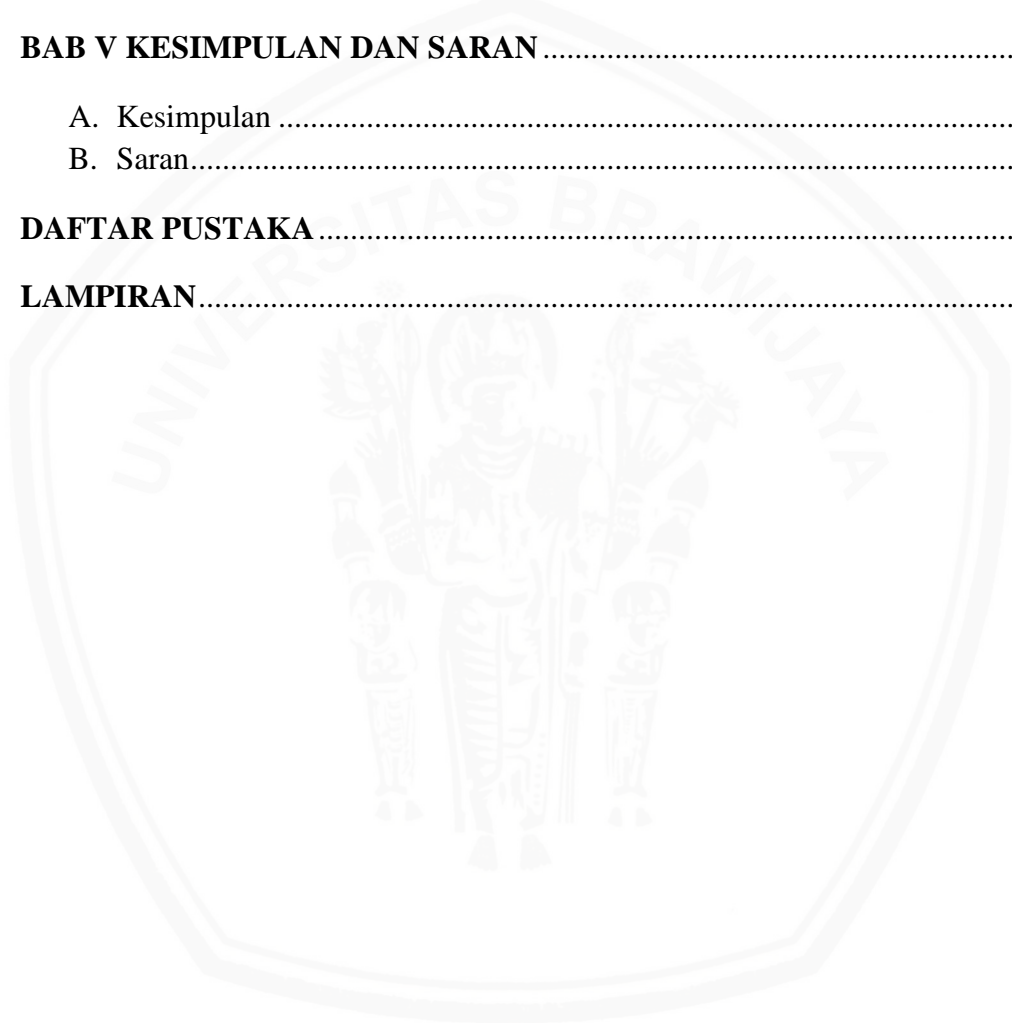 BAB V KESIMPULAN DAN SARAN ..........................................................
A. Kesimpulan ............................................................................................
B. Saran.......................................................................................................
DAFTAR PUSTAKA .......................................................................................
LAMPIRAN......................................................................................................
UNIVERSITAS BRAWIJAYA